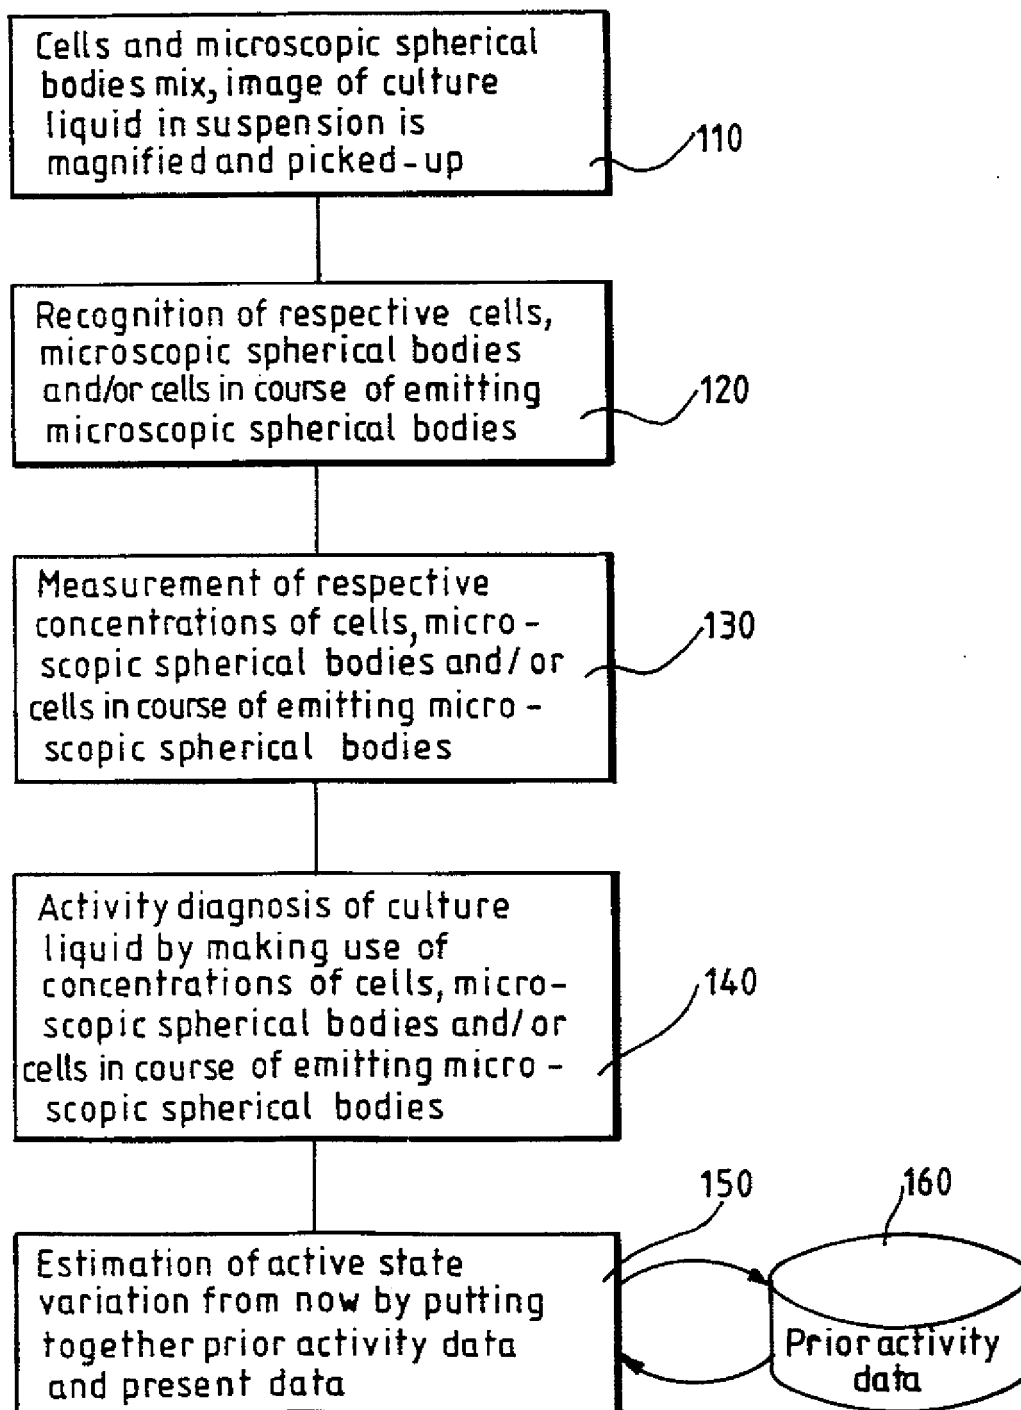 Cells and microscopic spherical
bodies mix, image of culture
liquid in suspension is
magnified and picked-up
110
Recognition of respective cells,
microscopic spherical bodies
and/or cells in course of emitting
microscopic spherical bodies
120
Measurement of respective
concentrations of cells, micro-
scopic spherical bodies and/or
cells in course of emitting micro-
scopic spherical bodies
130
Activity diagnosis of culture
liquid by making use of
concentrations of cells, micro-
scopic spherical bodies and/or
cells in course of emitting micro-
scopic spherical bodies
140
Estimation of active state
variation from now by putting
together prior activity data
and present data
150
160
Prior activity
data